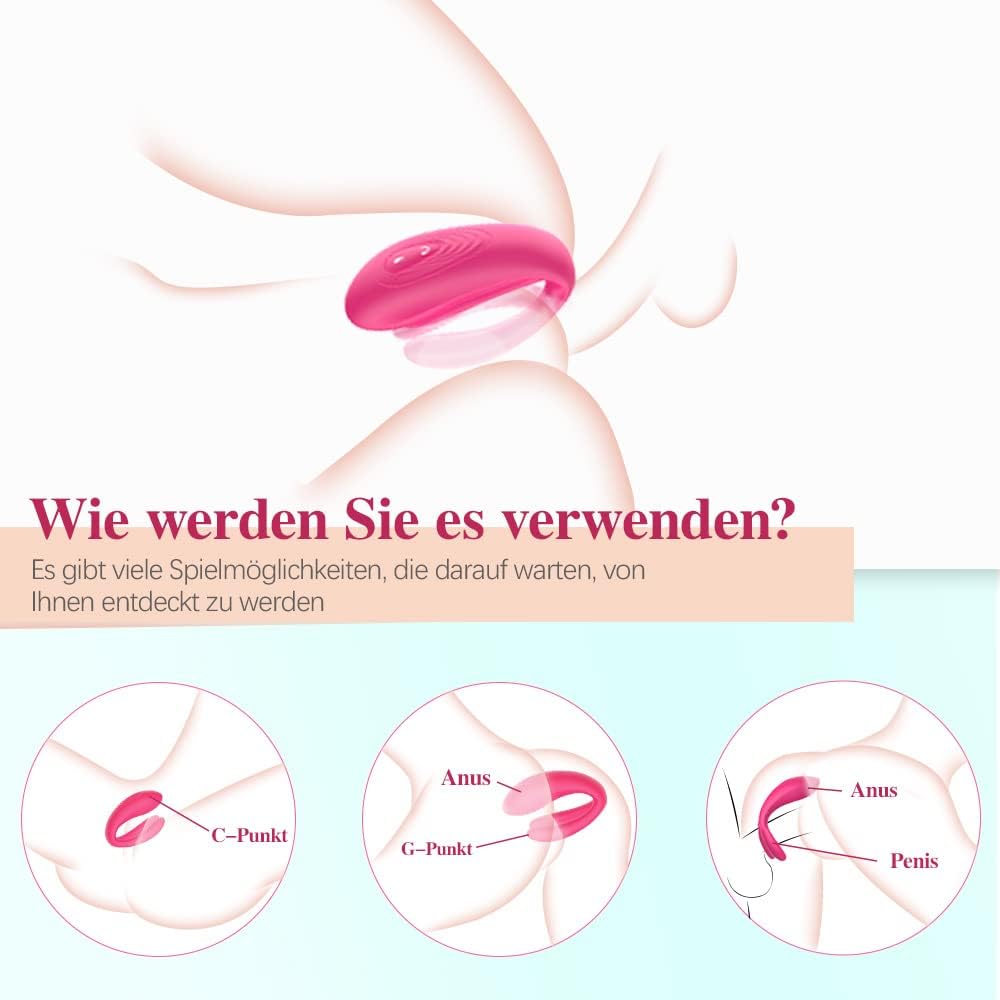 Wie werden Sie es verwenden?
Es gibt viele Spielmöglichkeiten, die darauf warten, von
Ihnen entdeckt zu werden
C-Punkt
Anus
G-Punkt
Anus
Penis